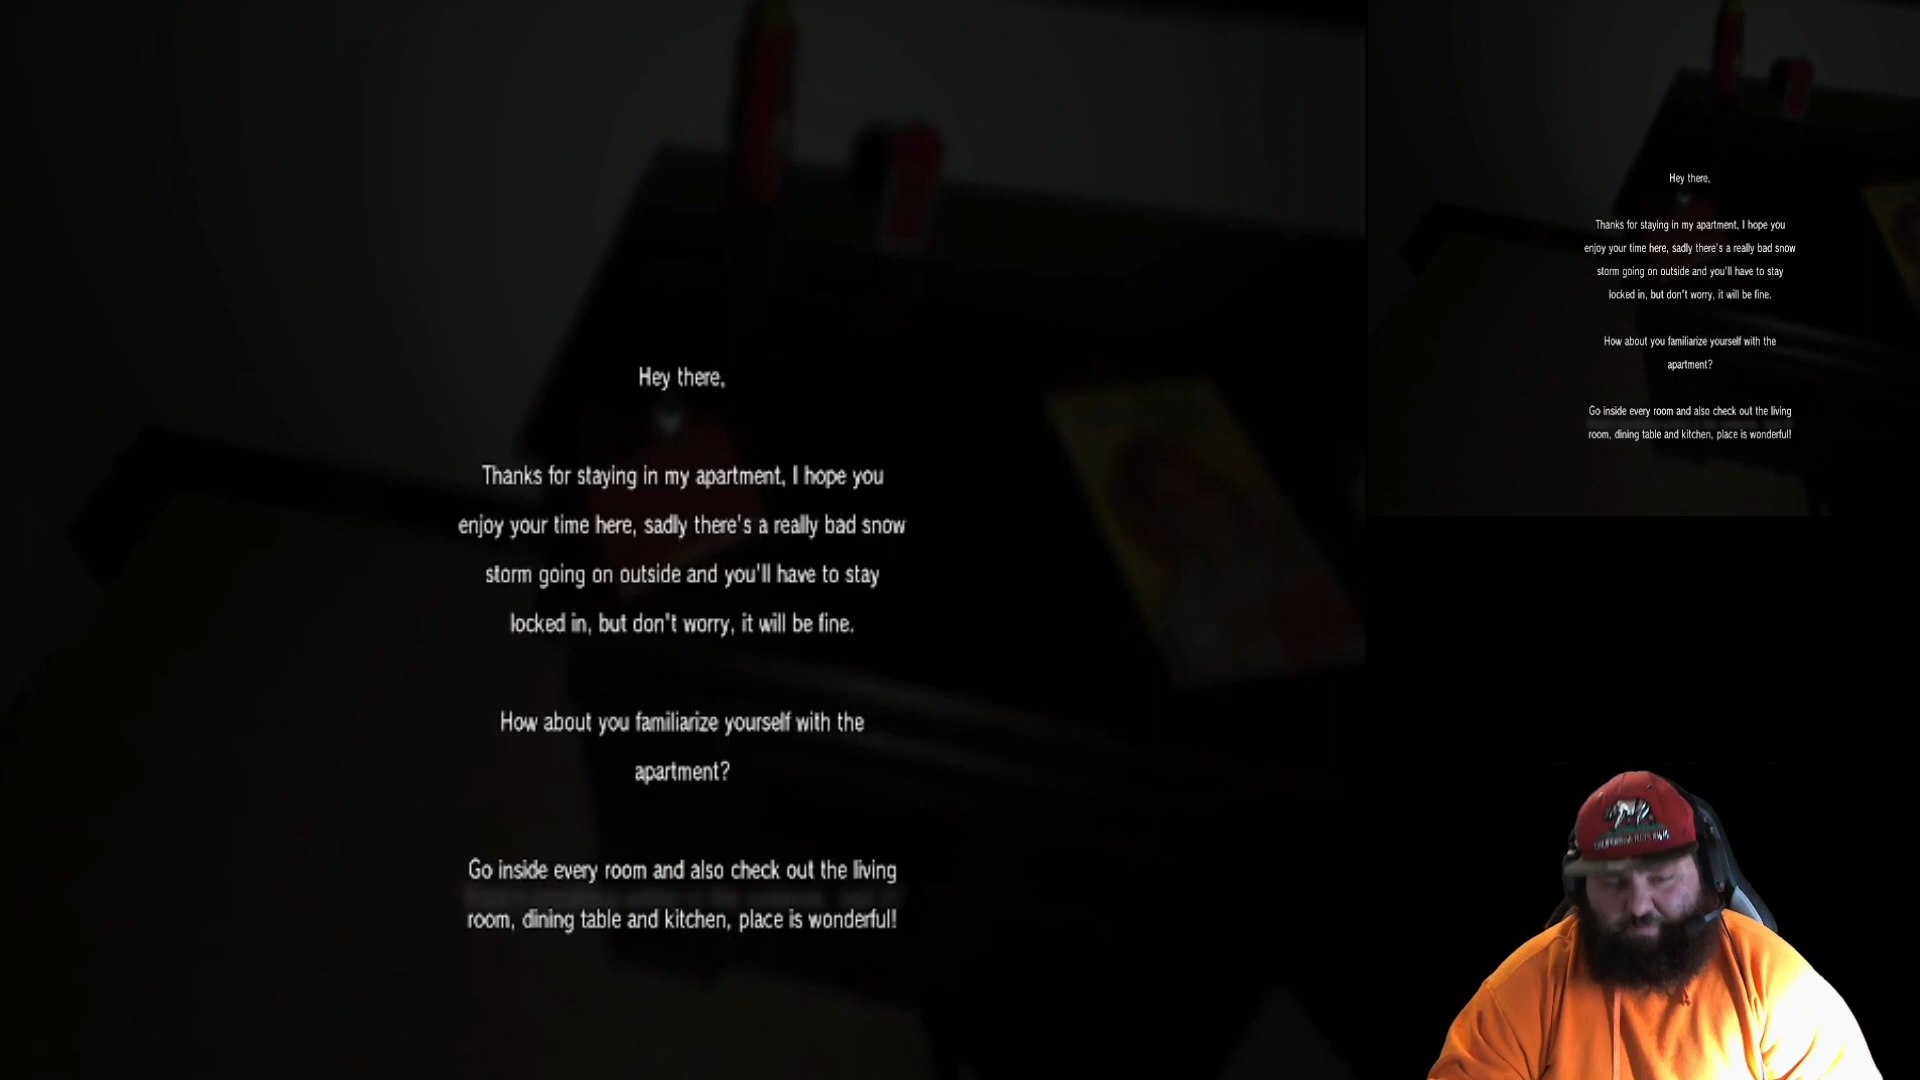 Hey there,
Thanks for staying in my apartment, I hope you
enjoy your time here, sadly there's a really bad snow
storm going on outside and you'll have to stay
locked in, but don't worry, it will be fine.
How about you familiarize yourself with the
apartment?
Go inside every room and also check out the living
room, dining table and kitchen, place is wonderful!
Hey there,
Thanks for staying in my apartment, I hope you
enjoy your time here, sadly there's a really bad snow
storm going on outside and you'll have to stay
locked in, but don't worry, it will be fine.
How about you familiarize yourself with the
apartment?
Go inside every room and also check out the living
room, dining table and kitchen, place is wonderful!